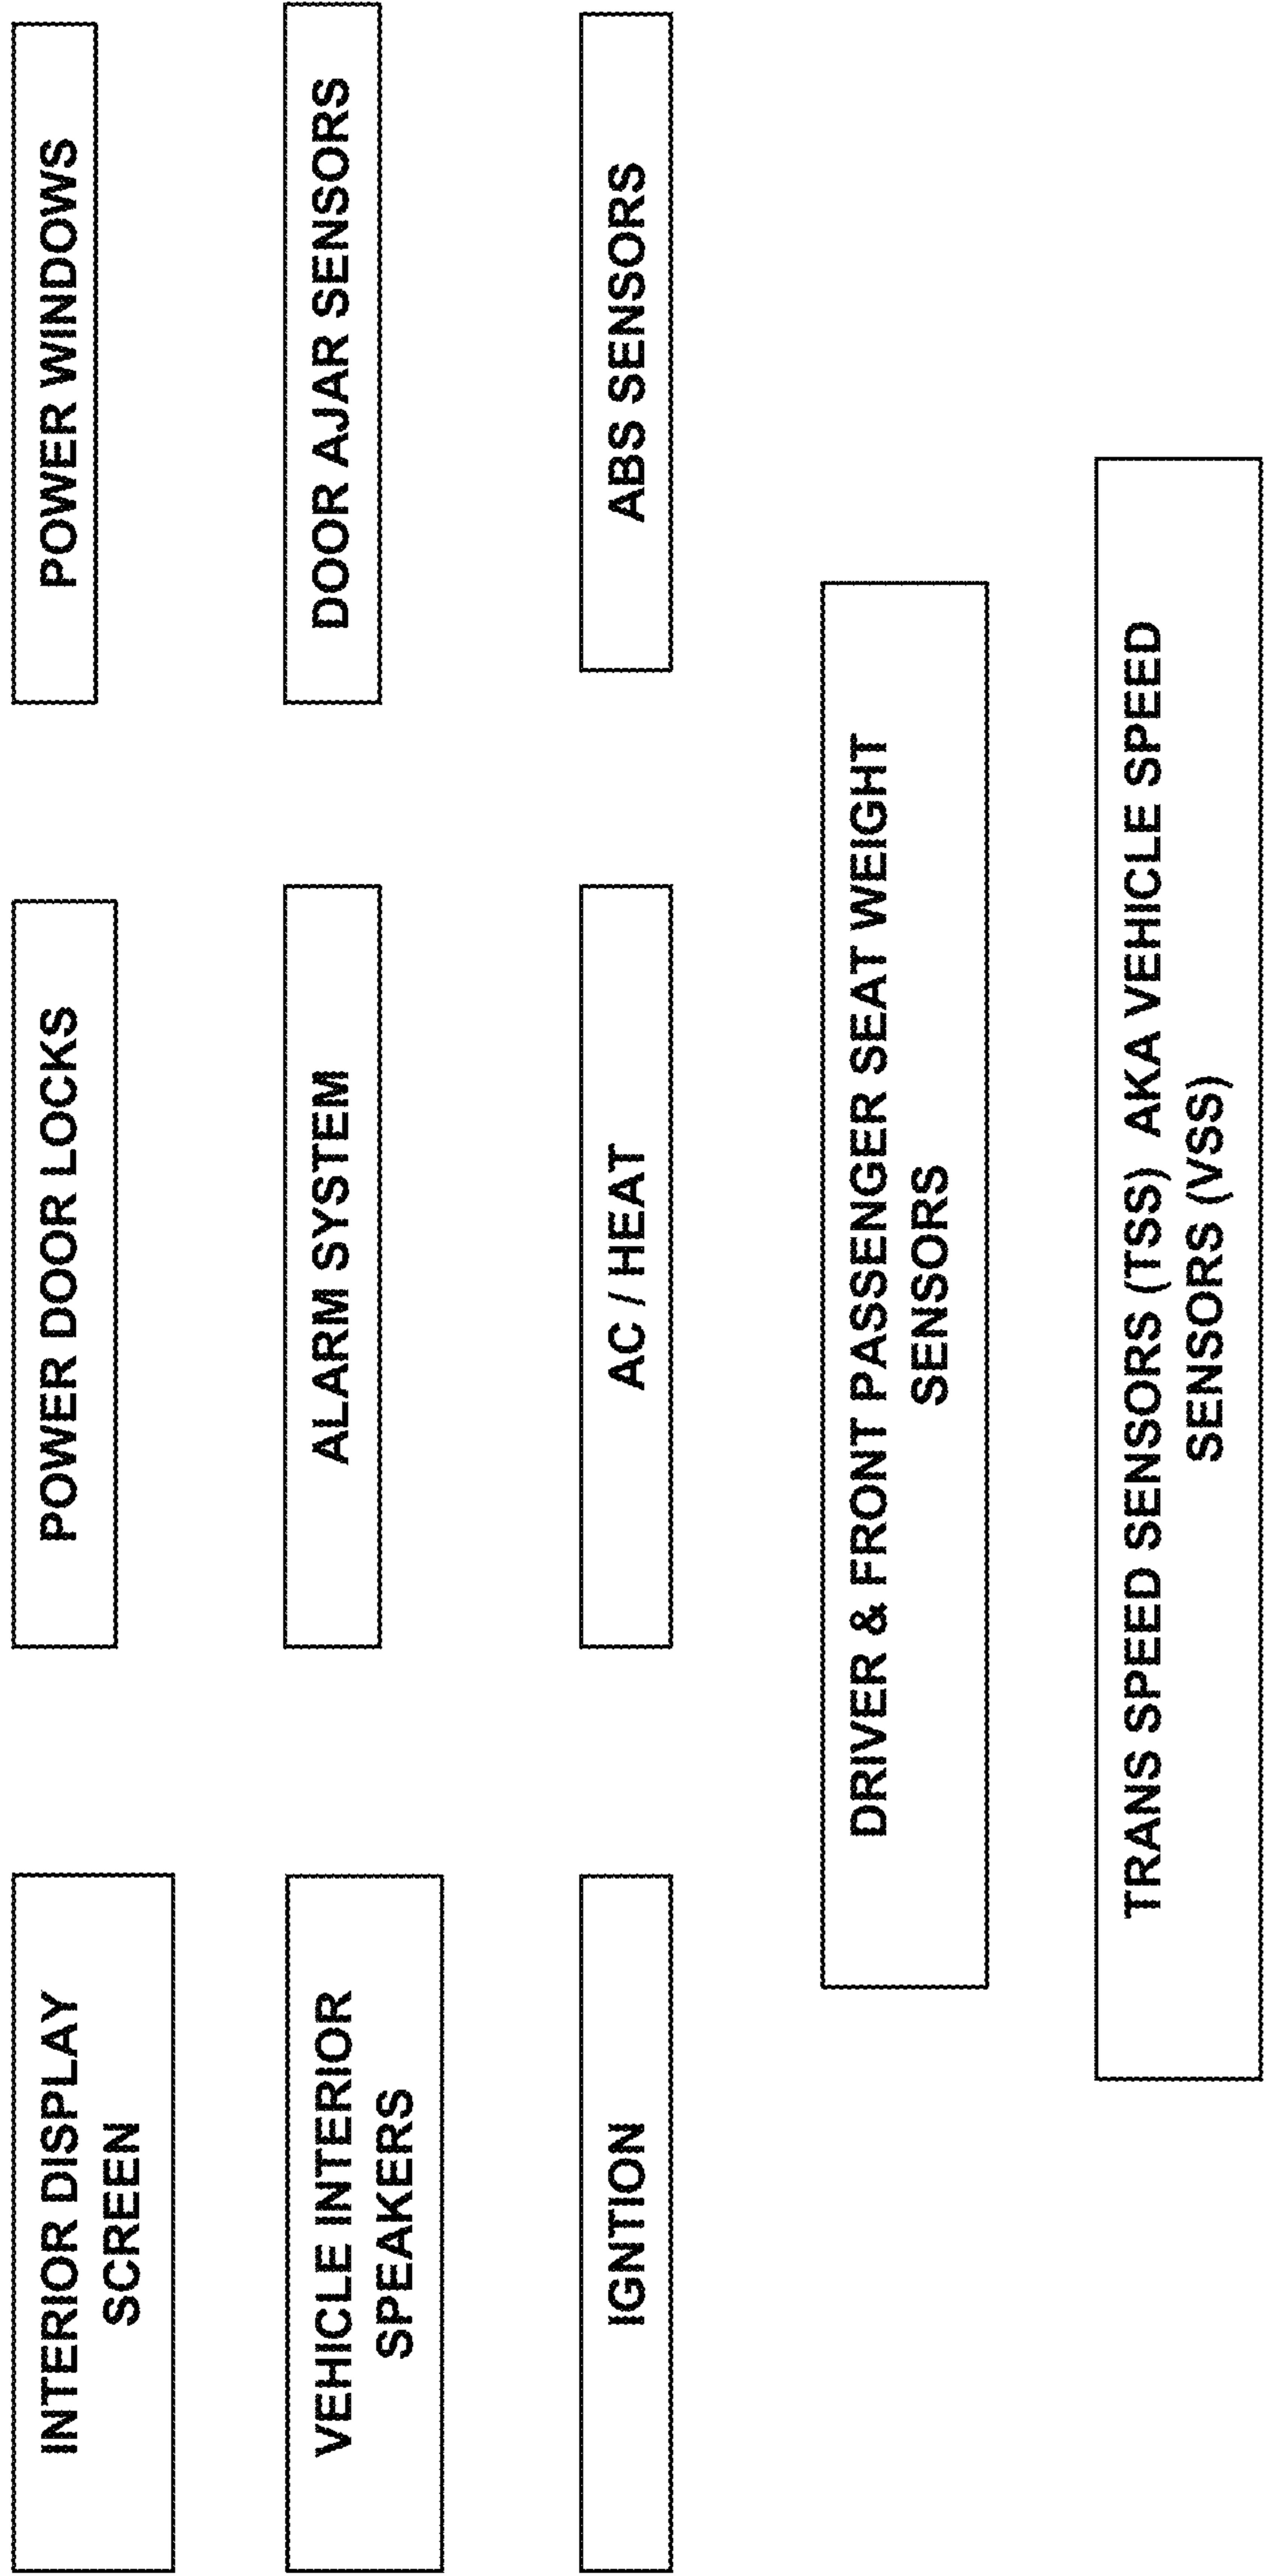 INTERIOR DISPLAY
SCREEN
POWER DOOR LOCKS
POWER WINDOWS
VEHICLE INTERIOR
SPEAKERS
ALARM SYSTEM
DOOR AJAR SENSORS
IGNTION
AC / HEAT
ABS SENSORS
DRIVER & FRONT PASSENGER SEAT WEIGHT
SENSORS
TRANS SPEED SENSORS (TSS) AKA VEHICLE SPEED
SENSORS (VSS)